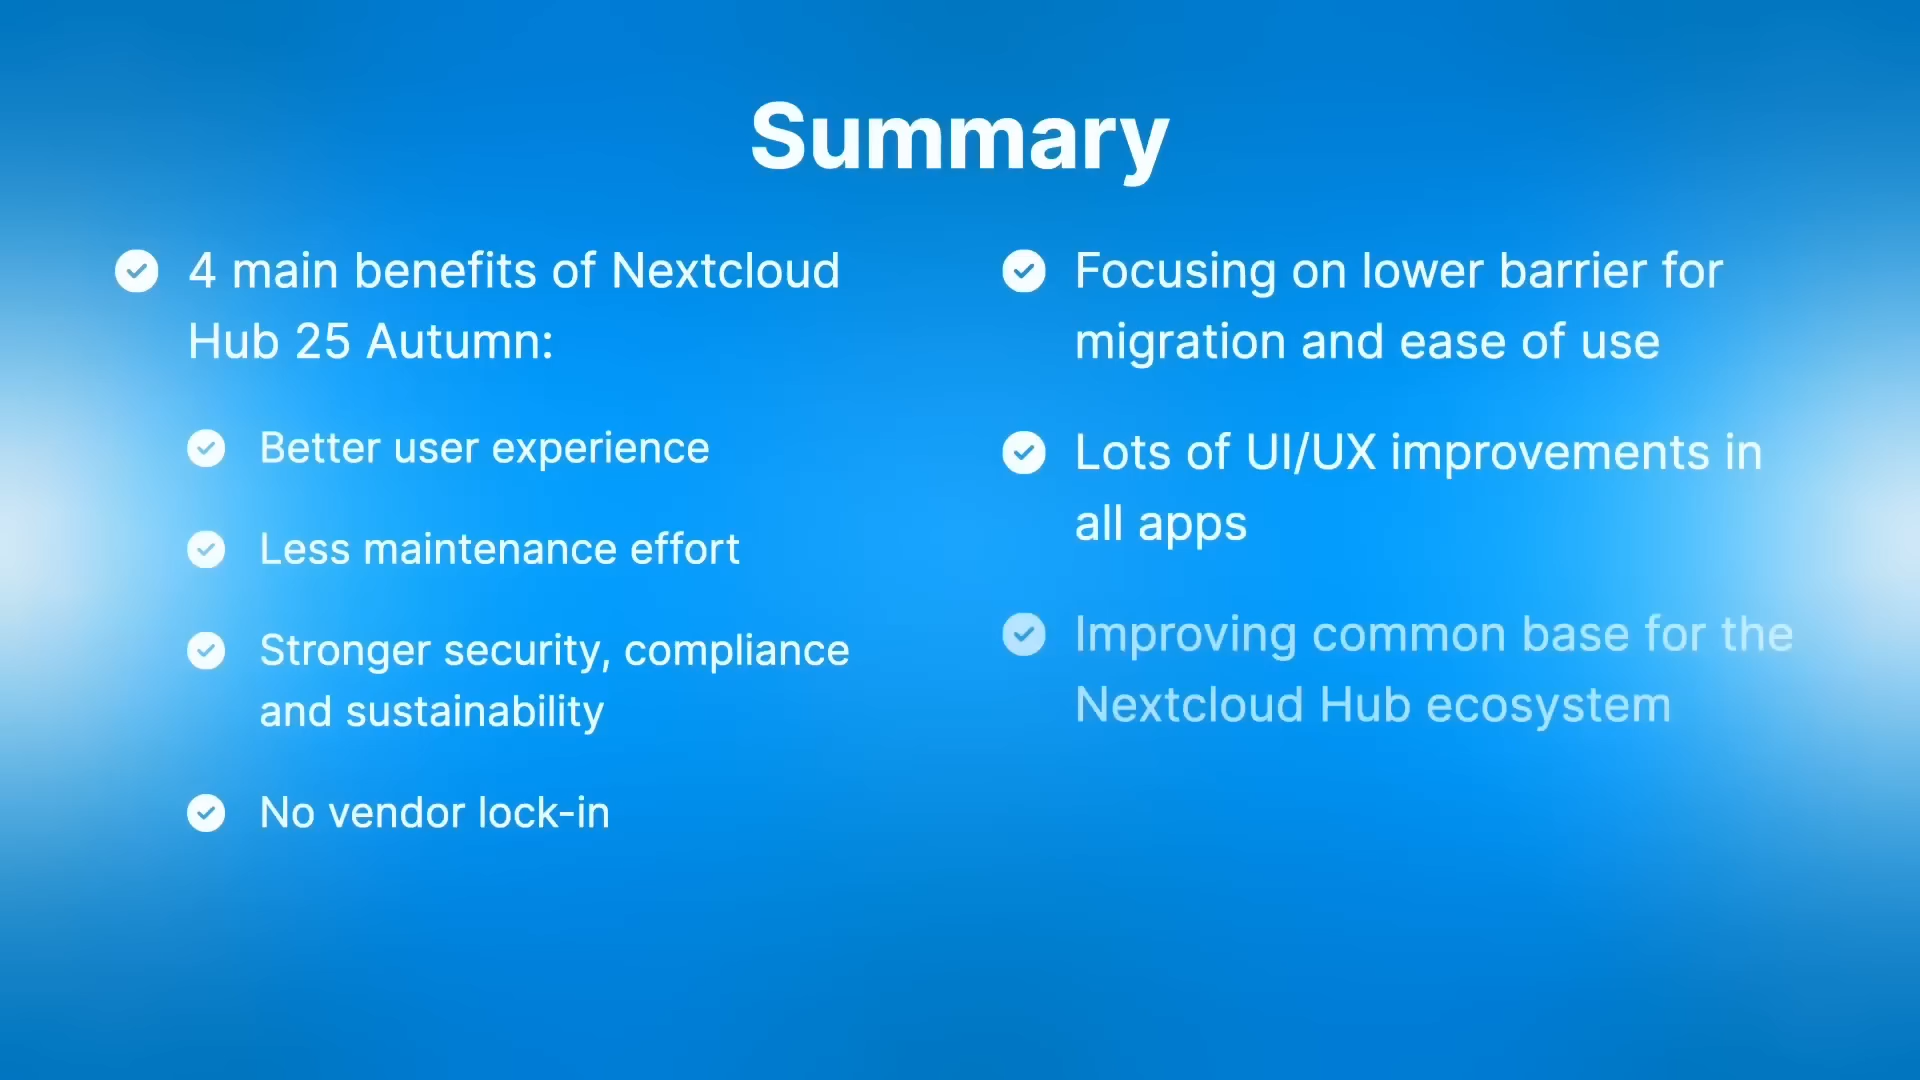 Summary
4 main benefits of Nextcloud
Hub 25 Autumn:
Better user experience
Less maintenance effort
Stronger security, compliance
and sustainability
No vendor lock-in
Focusing on lower barrier for
migration and ease of use
Lots of UI/UX improvements in
all apps
Improving common base for the
Nextcloud Hub ecosystem